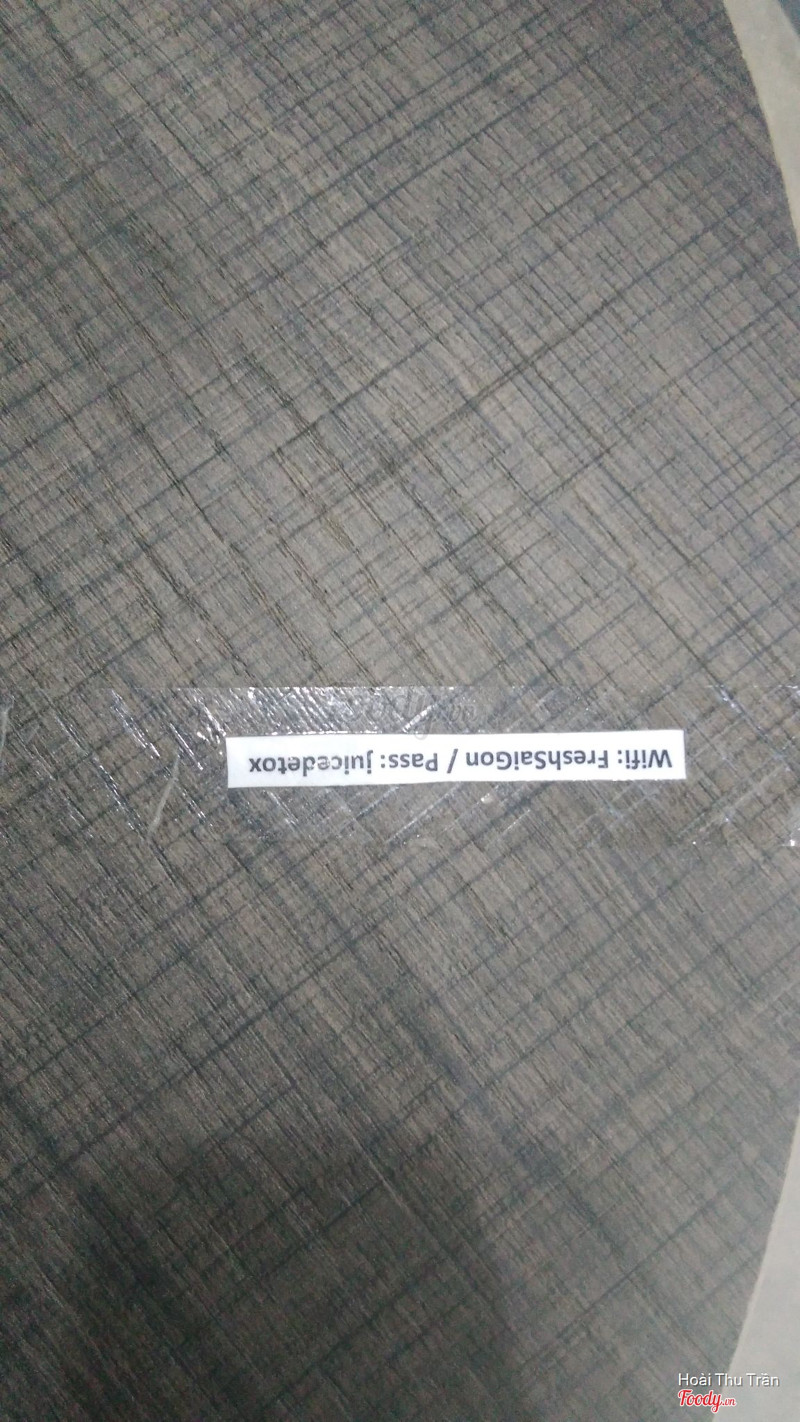 Wifi: FreshSaiGon / Pass: juicedetox
Hoài Thu Trần
Foody.vn